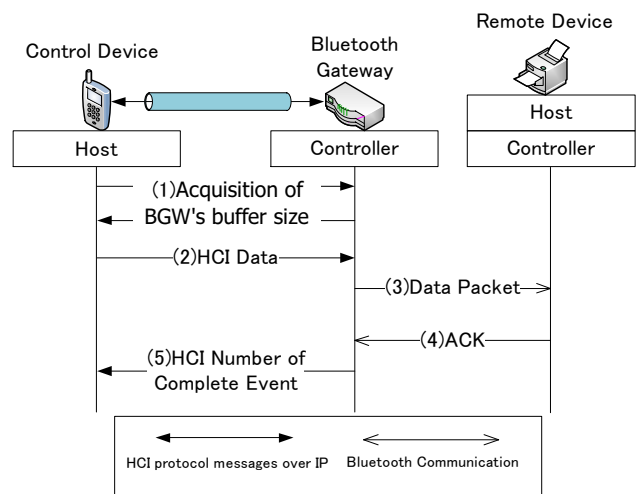 Remote Device
Control Device
Bluetooth
Gateway
Host
Host
Controller
Controller
(1)Acquisition of
BGW's buffer size
(2)HCI Data
(3)Data Packet
(4)ACK
(5)HCI Number of
Complete Event
HCI protocol messages over IP
Bluetooth Communication